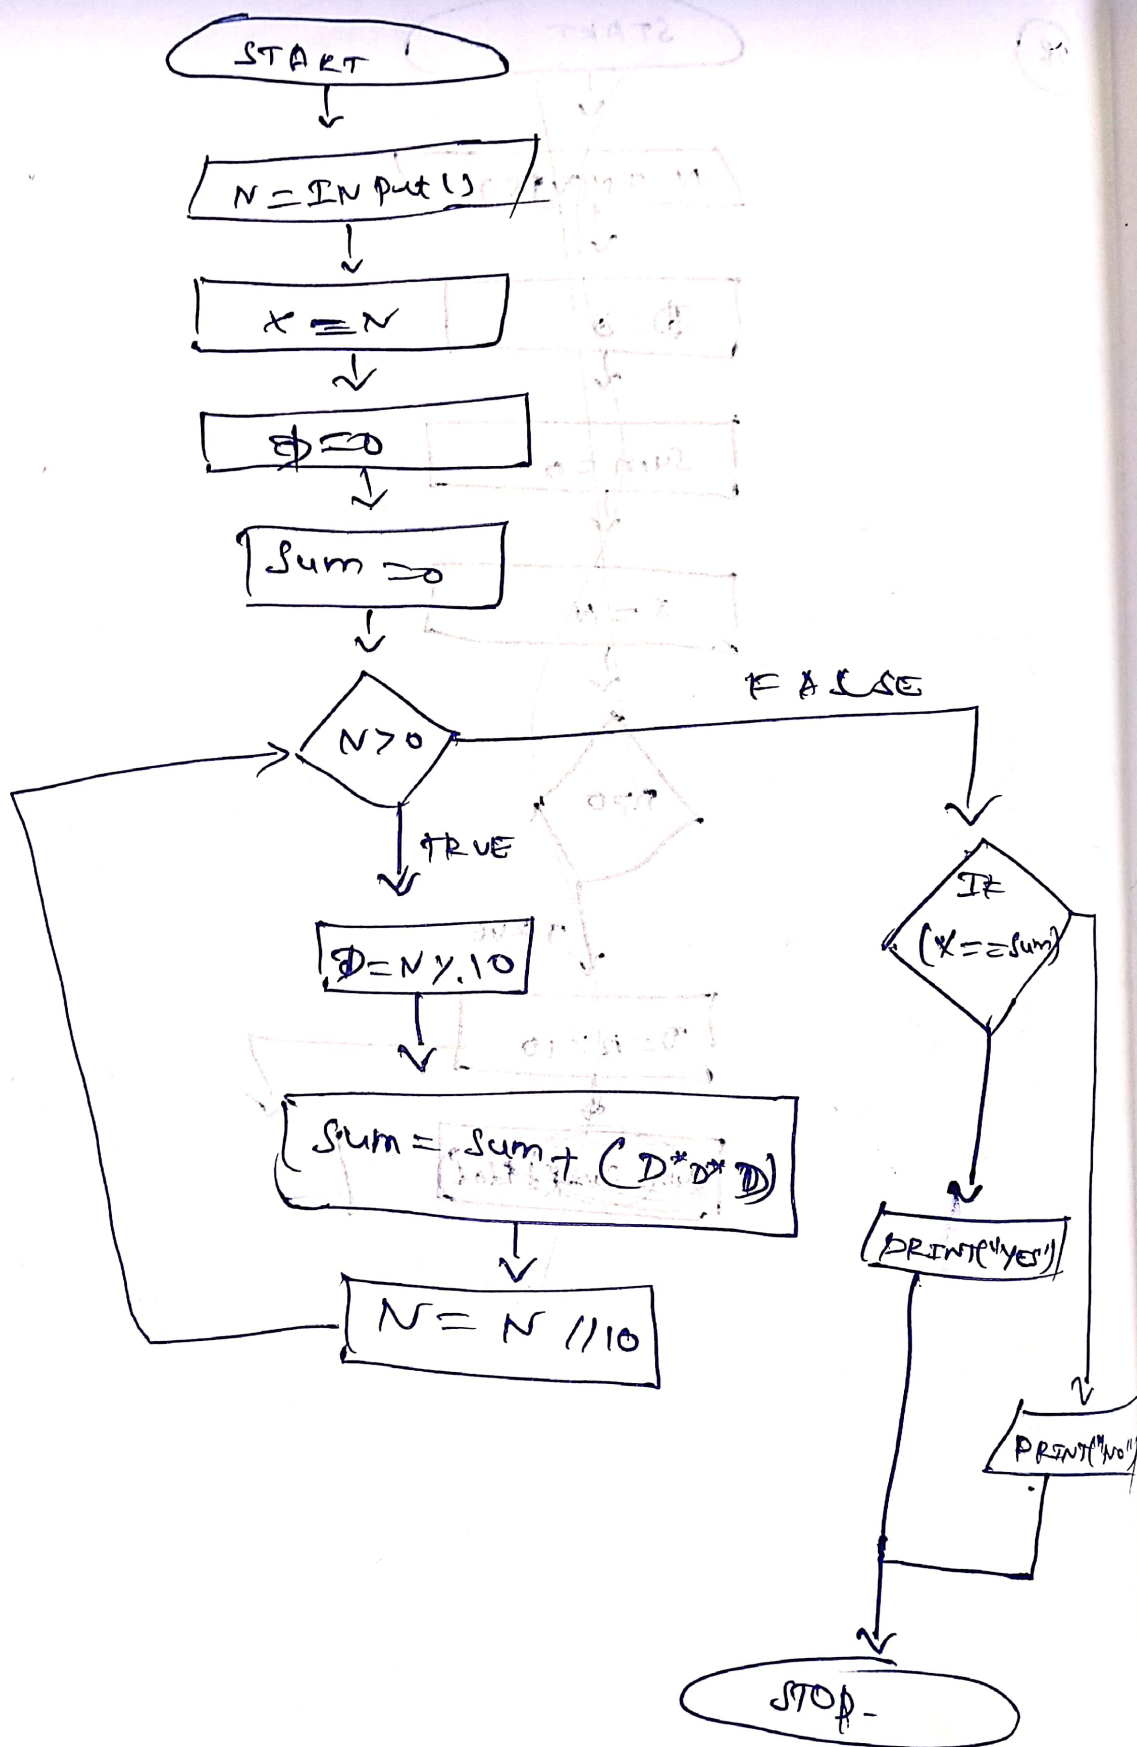 START
N = INPut()
X = N
D = 0
Sum = 0
N > 0
FALSE
TRUE
D = N % 10
Sum = Sum + (D*D*D)
N = N // 10
IF
(X == Sum)
PRINT("YES")
PRINT("NO")
STOP